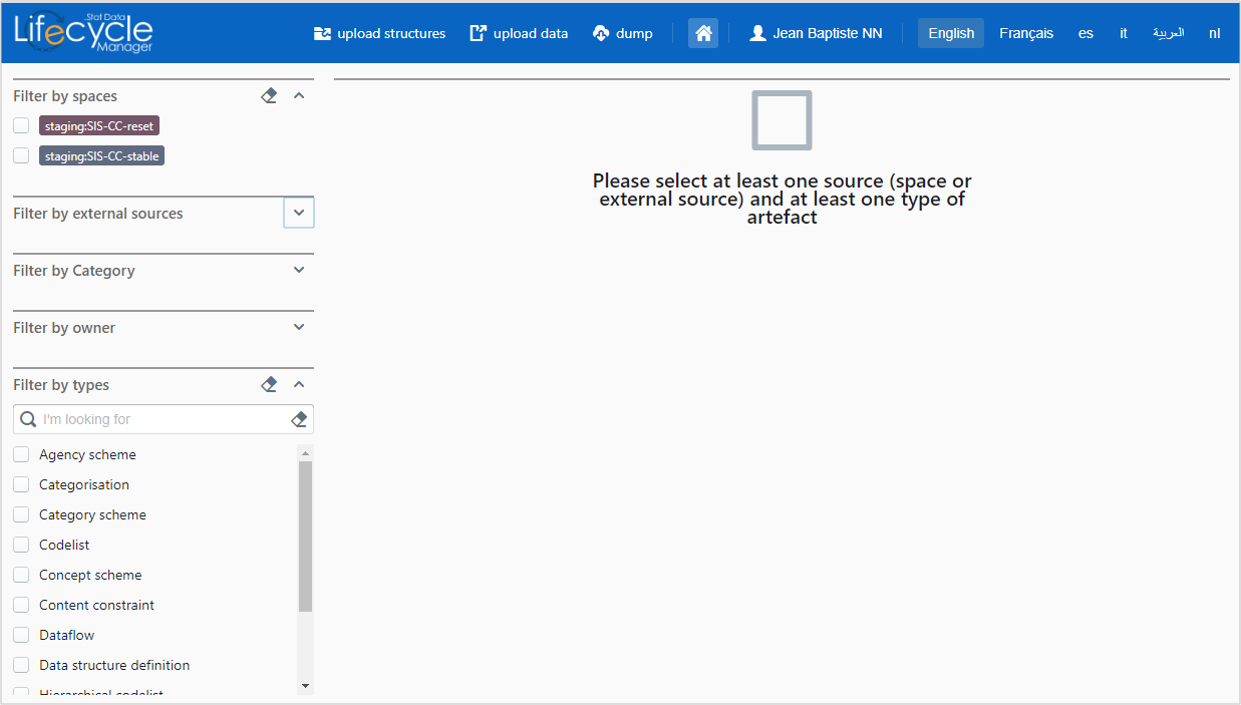 .Stat Data
Lifecycle
Manager
upload structures
upload data
dump
Jean Baptiste NN
English
Français
es
it
العربية
nl
Filter by spaces
staging:SIS-CC-reset
staging:SIS-CC-stable
Filter by external sources
Filter by Category
Filter by owner
Filter by types
I'm looking for
Agency scheme
Categorisation
Category scheme
Codelist
Concept scheme
Content constraint
Dataflow
Data structure definition
Hierarchical codelist
Please select at least one source (space or
external source) and at least one type of
artefact